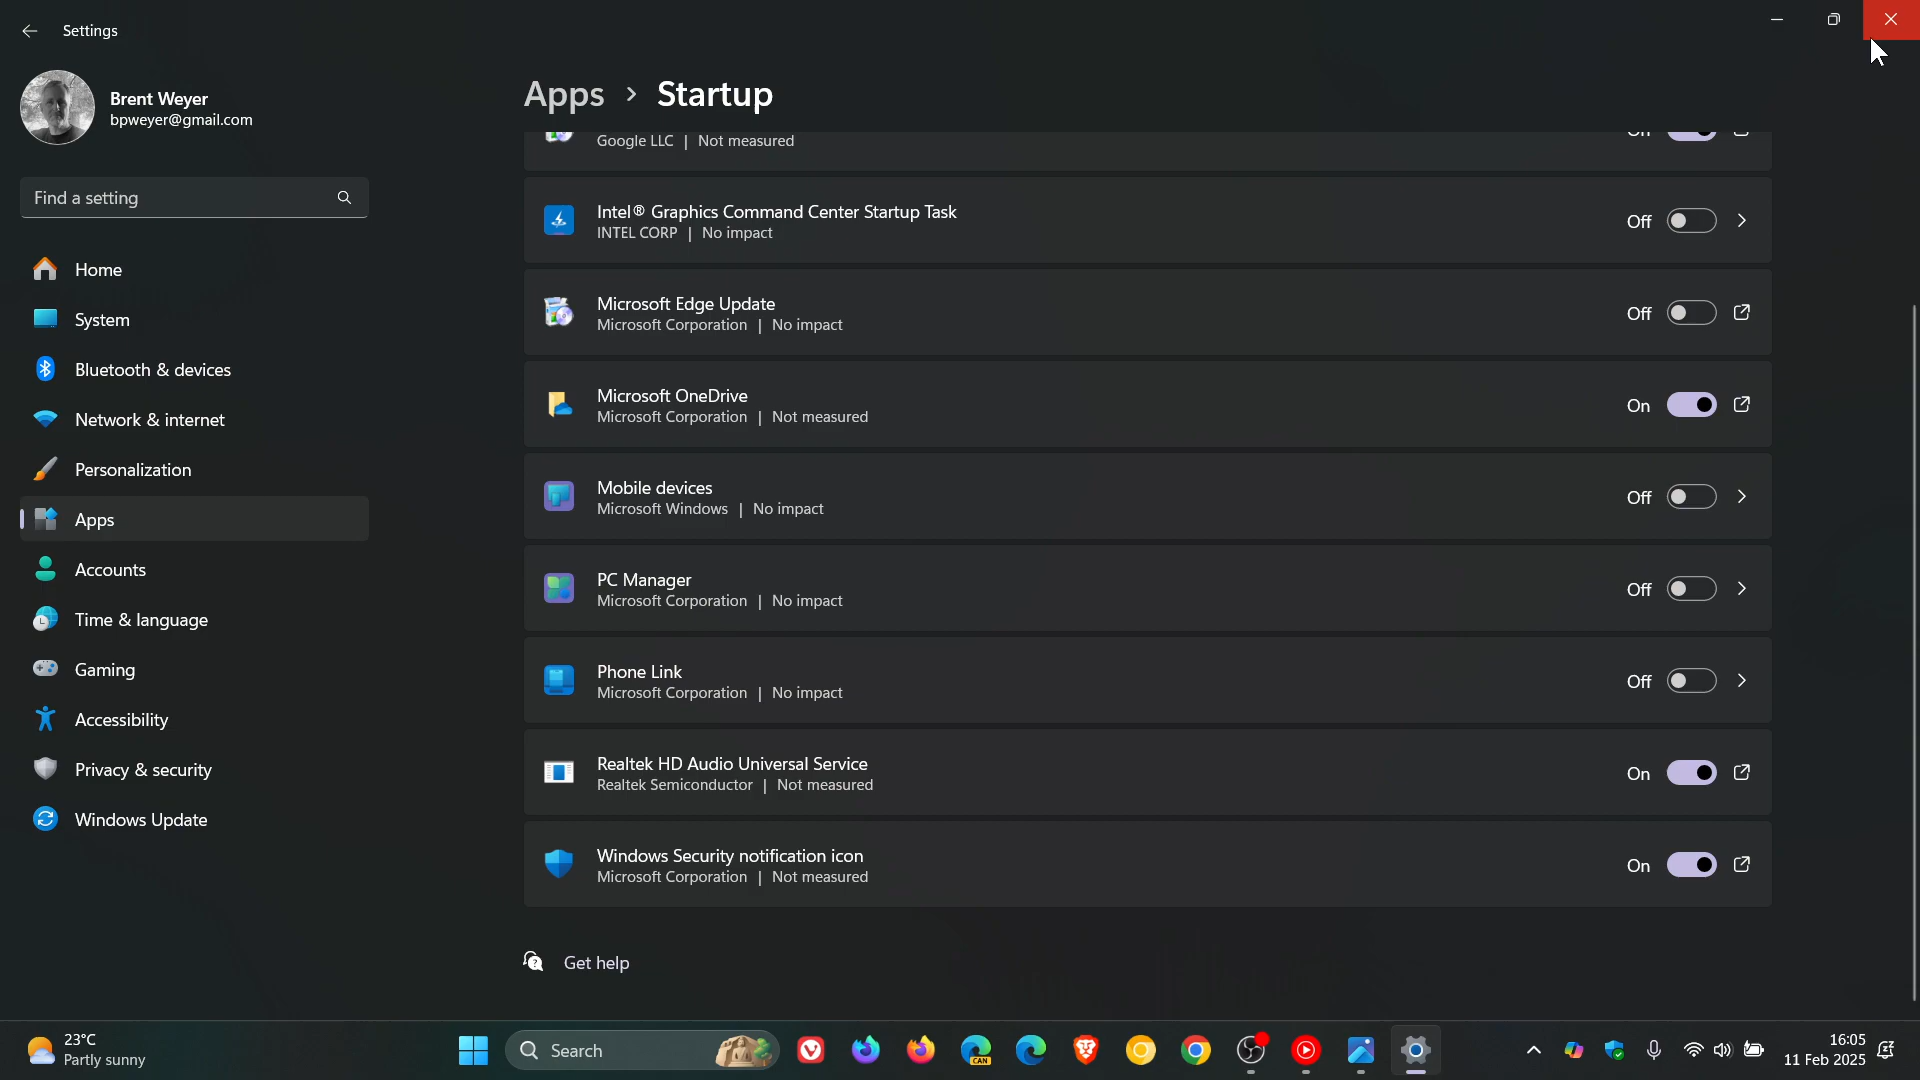 Settings
Brent Weyer
bpweyer@gmail.com
Find a setting
Home
System
Bluetooth & devices
Network & internet
Personalization
Apps
Accounts
Time & language
Gaming
Accessibility
Privacy & security
Windows Update
Apps > Startup
Google LLC | Not measured
On
Intel® Graphics Command Center Startup Task
INTEL CORP | No impact
Off
Microsoft Edge Update
Microsoft Corporation | No impact
Off
Microsoft OneDrive
Microsoft Corporation | Not measured
On
Mobile devices
Microsoft Windows | No impact
Off
PC Manager
Microsoft Corporation | No impact
Off
Phone Link
Microsoft Corporation | No impact
Off
Realtek HD Audio Universal Service
Realtek Semiconductor | Not measured
On
Windows Security notification icon
Microsoft Corporation | Not measured
On
Get help
23°C
Partly sunny
Search
CAN
16:05
11 Feb 2025